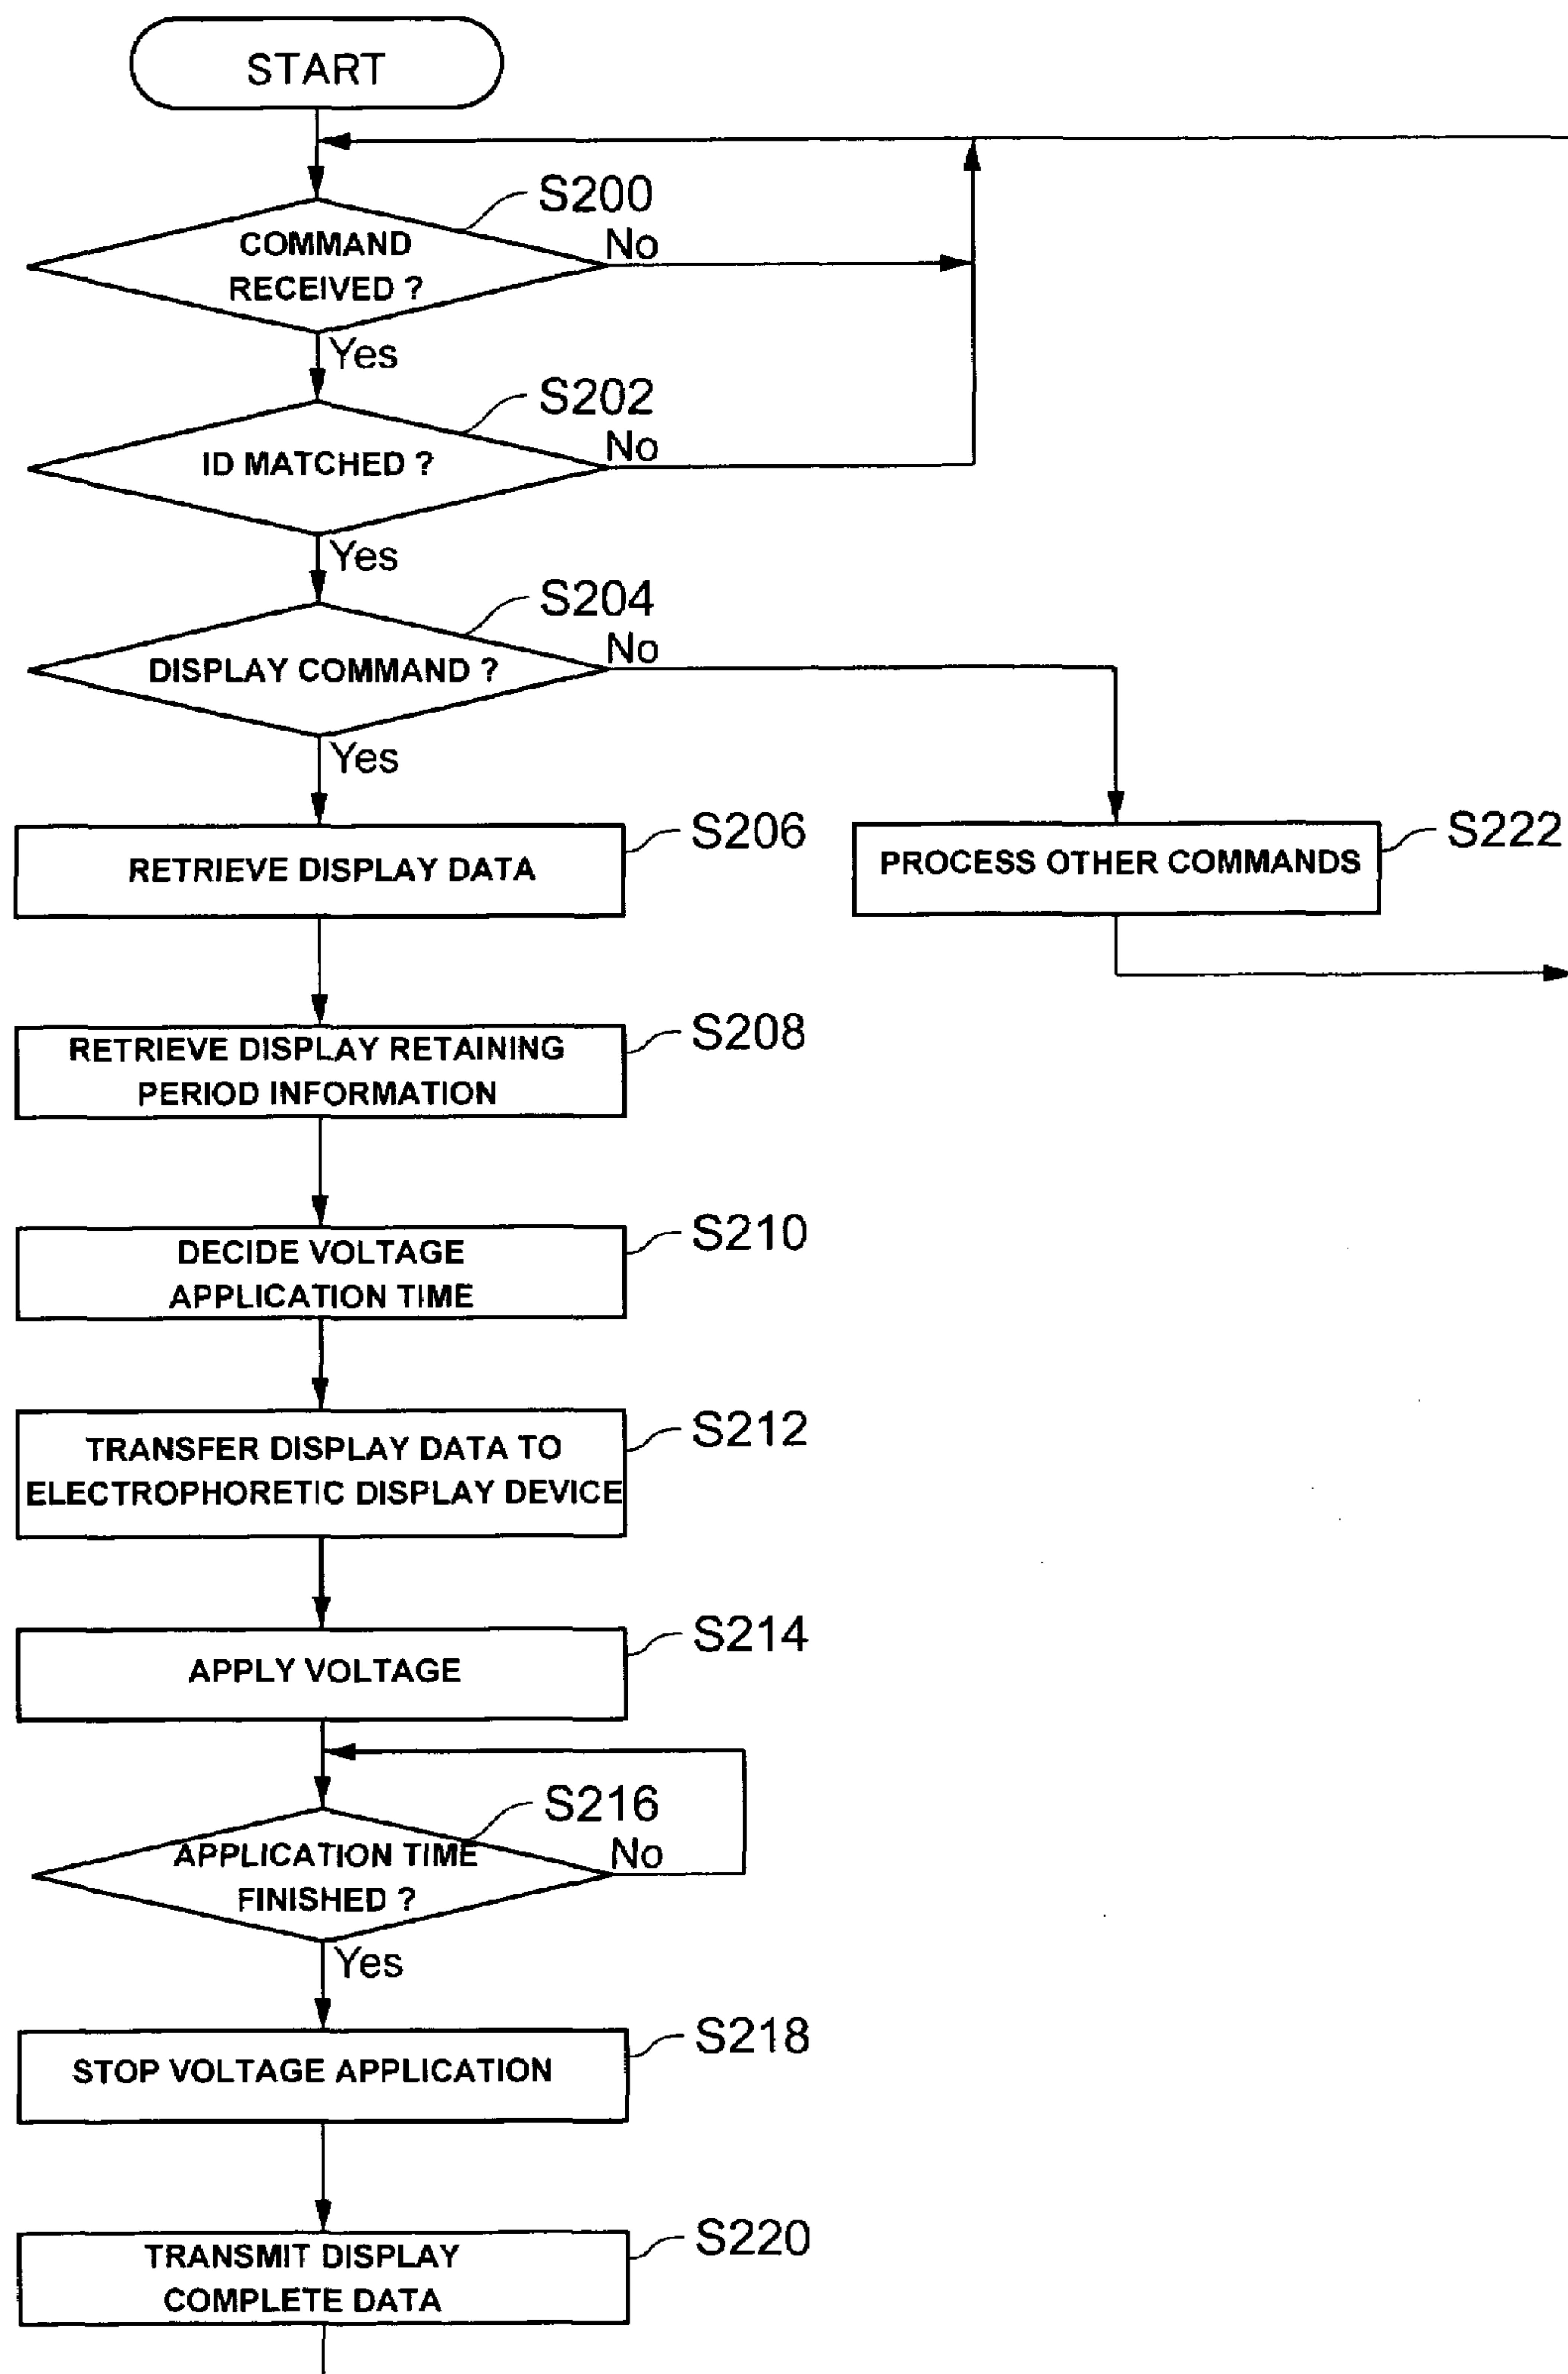 START
S200
COMMAND
RECEIVED ?
No
Yes
S202
ID MATCHED ?
No
Yes
S204
DISPLAY COMMAND ?
No
Yes
S206
RETRIEVE DISPLAY DATA
S222
PROCESS OTHER COMMANDS
S208
RETRIEVE DISPLAY RETAINING
PERIOD INFORMATION
S210
DECIDE VOLTAGE
APPLICATION TIME
S212
TRANSFER DISPLAY DATA TO
ELECTROPHORETIC DISPLAY DEVICE
S214
APPLY VOLTAGE
S216
APPLICATION TIME
FINISHED ?
No
Yes
S218
STOP VOLTAGE APPLICATION
S220
TRANSMIT DISPLAY
COMPLETE DATA